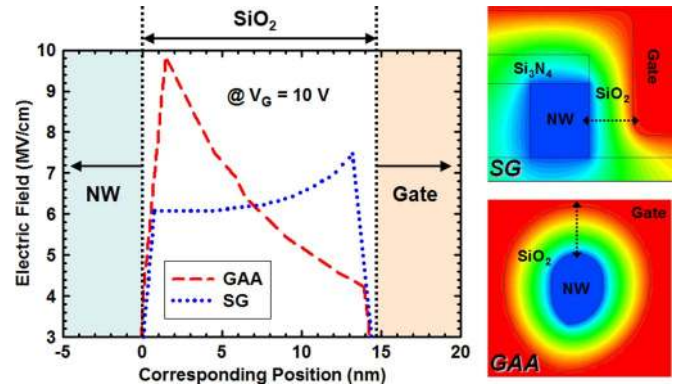 SiO₂
Electric Field (MV/cm)
10
9
8
7
6
5
4
3
@ V_G = 10 V
NW
Gate
GAA
SG
-5
0
5
10
15
20
Corresponding Position (nm)
Si₃N₄
SiO₂
NW
Gate
SG
Gate
SiO₂
NW
GAA